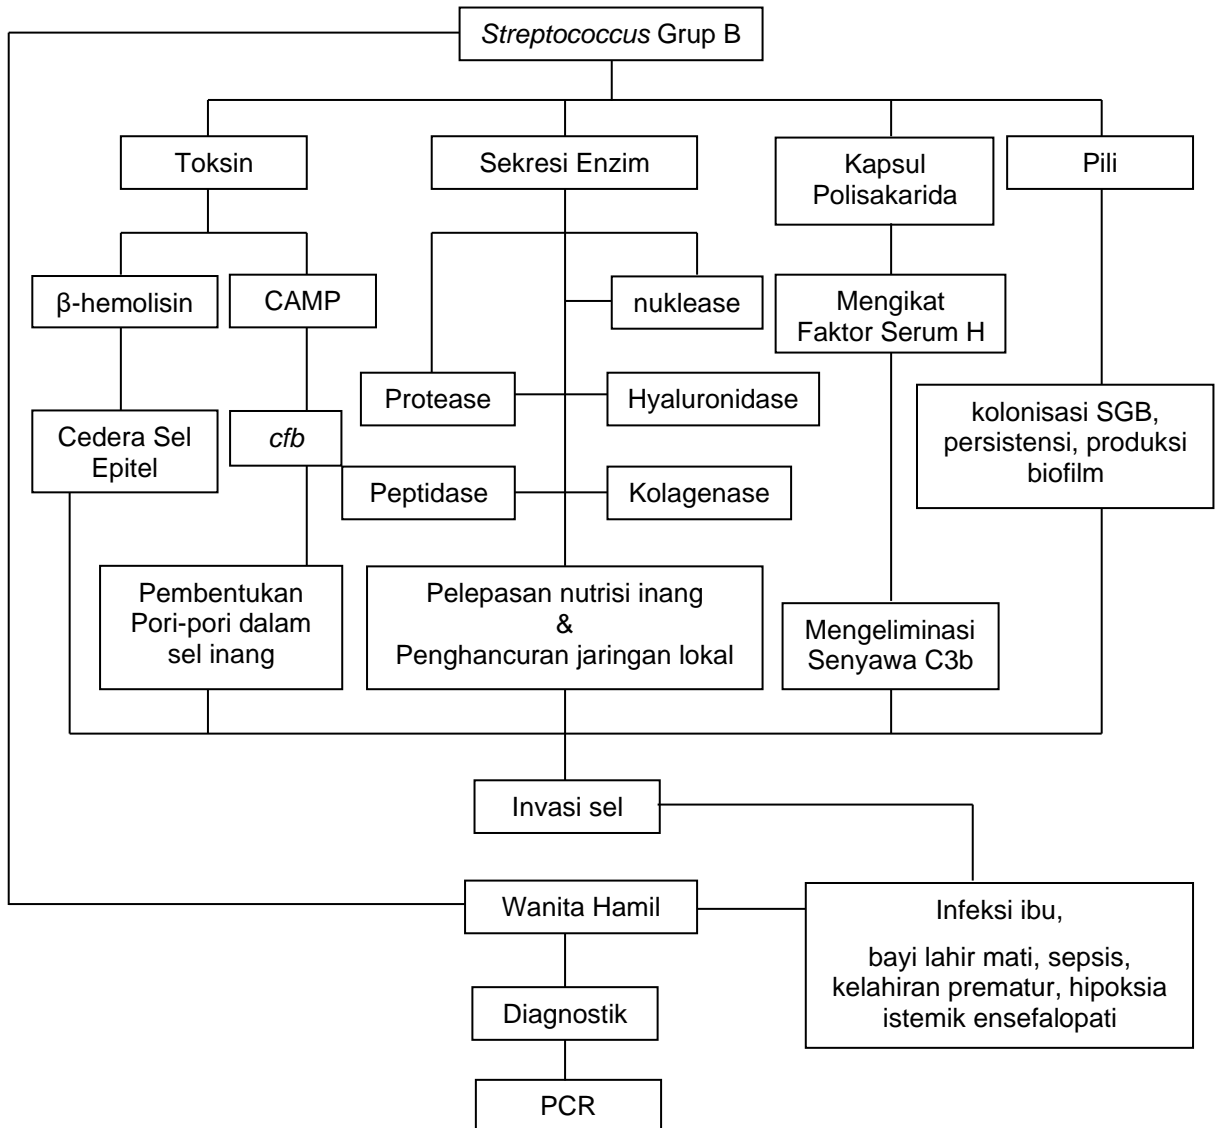 Streptococcus Grup B
Toksin
Sekresi Enzim
Kapsul
Polisakarida
Pili
β-hemolisin
CAMP
nuklease
Mengikat
Faktor Serum H
Protease
Hyaluronidase
kolonisasi SGB,
persistensi, produksi
biofilm
Cedera Sel
Epitel
cfb
Peptidase
Kolagenase
Pembentukan
Pori-pori dalam
sel inang
Pelepasan nutrisi inang
&
Penghancuran jaringan lokal
Mengeliminasi
Senyawa C3b
Invasi sel
Wanita Hamil
Infeksi ibu,
bayi lahir mati, sepsis,
kelahiran prematur, hipoksia
istemik ensefalopati
Diagnostik
PCR